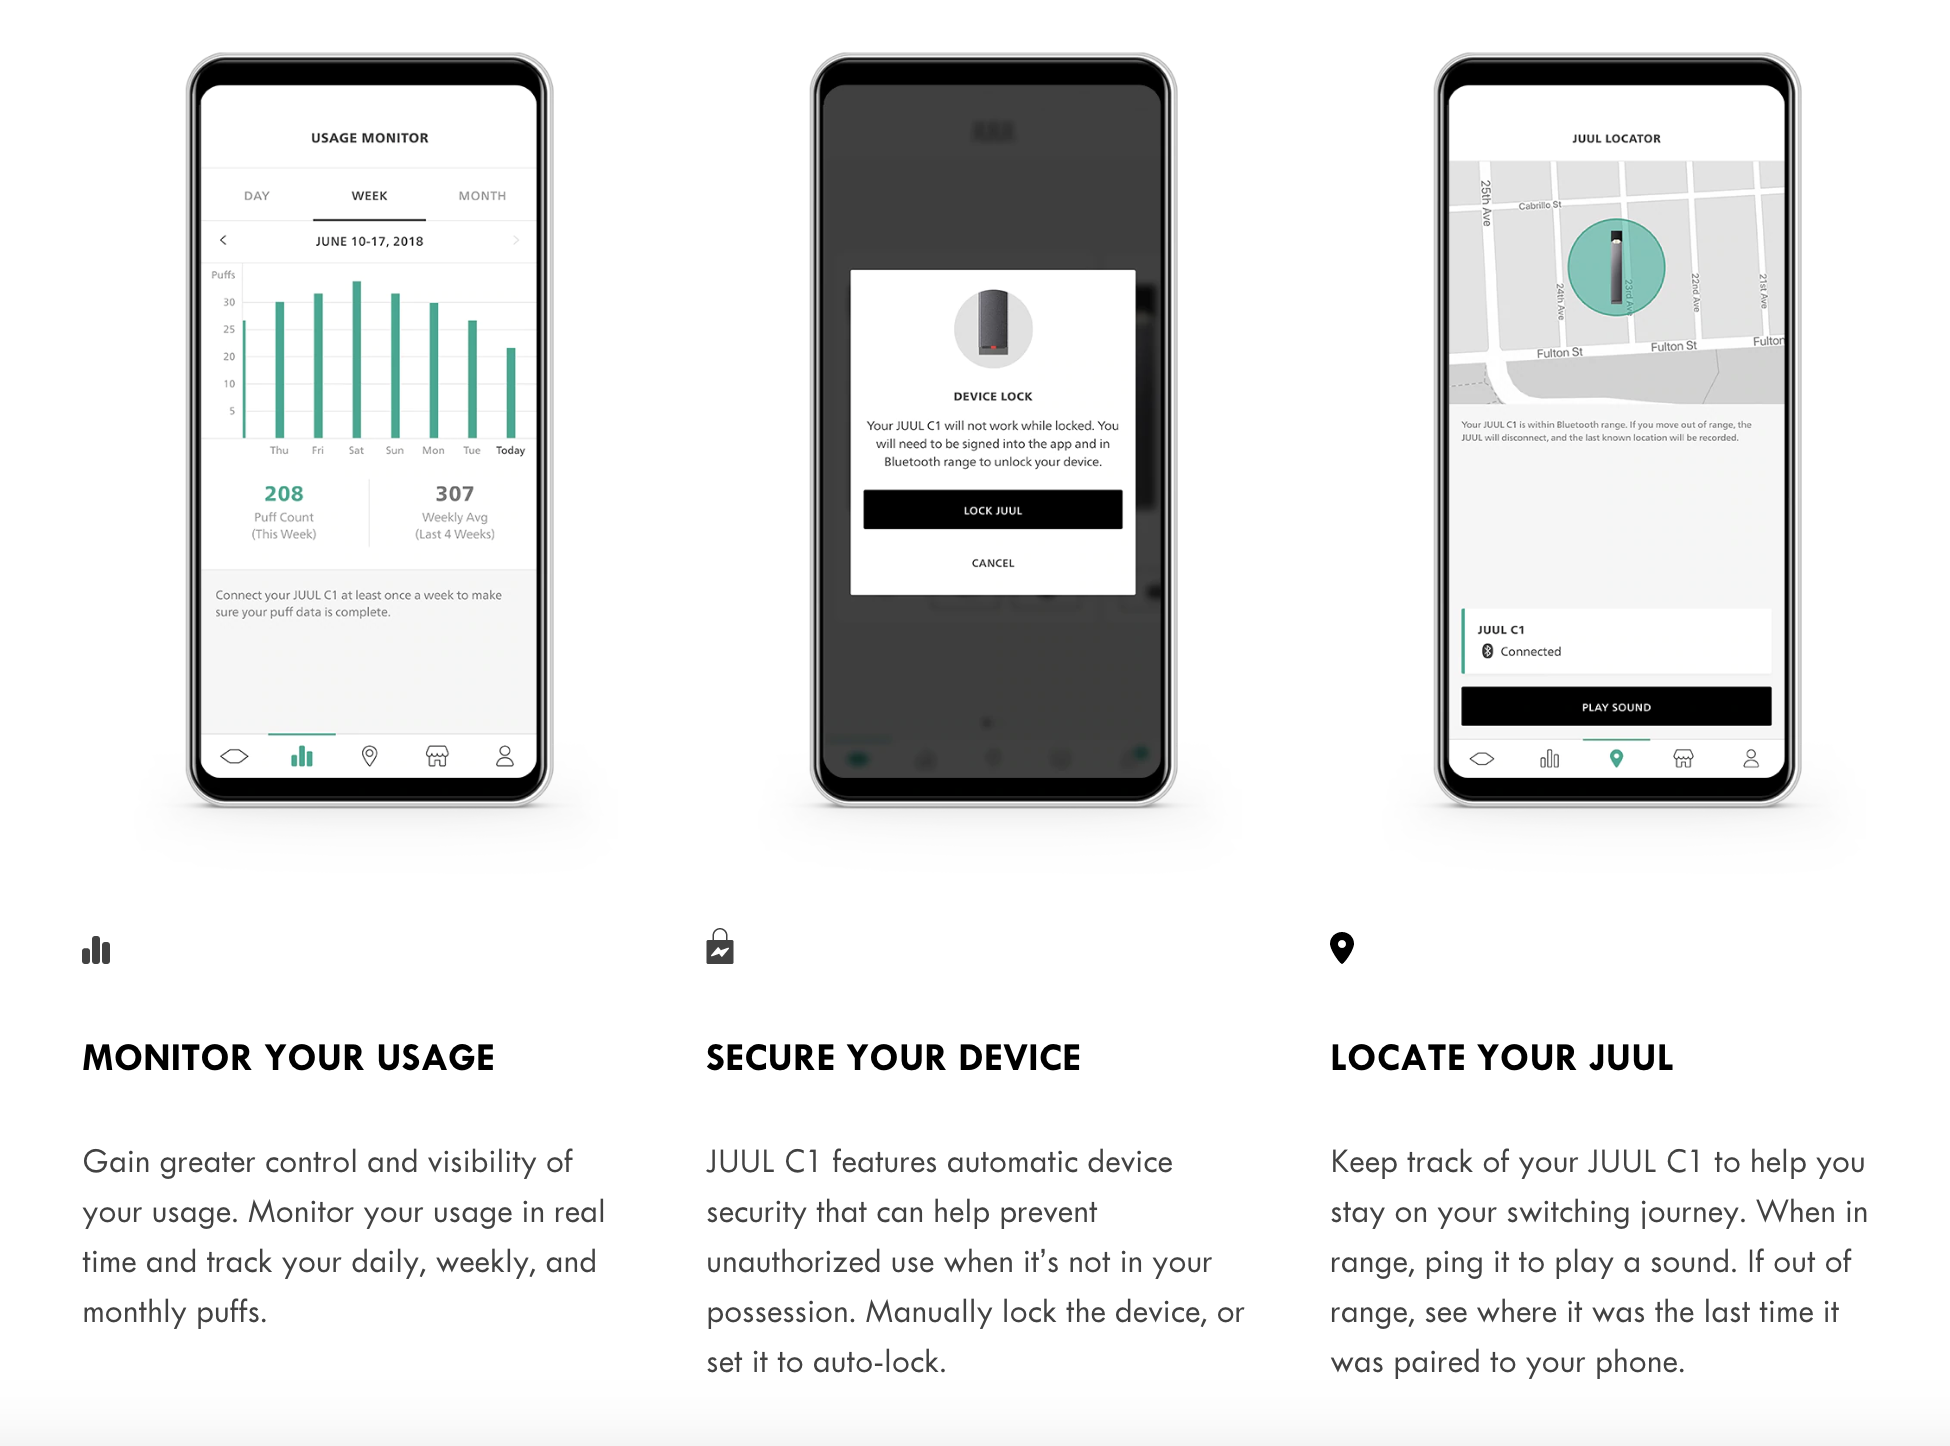 USAGE MONITOR
DAY WEEK MONTH
JUNE 10-17, 2018
Puffs
30
25
20
10
5
Thu Fri Sat Sun Mon Tue Today
208 307
Puff Count Weekly Avg
(This Week) (Last 4 Weeks)
Connect your JUUL C1 at least once a week to make
sure your puff data is complete.
DEVICE LOCK
Your JUUL C1 will not work while locked. You
will need to be signed into the app and in
Bluetooth range to unlock your device.
LOCK JUUL
CANCEL
JUUL LOCATOR
25th Ave
Cabrillo St
24th Ave
23rd Ave
22nd Ave
21st Ave
Fulton St
Fulton St
Fulton
Your JUUL C1 is within Bluetooth range. If you move out of range, the
JUUL will disconnect, and the last known location will be recorded.
JUUL C1
Connected
PLAY SOUND
MONITOR YOUR USAGE
Gain greater control and visibility of
your usage. Monitor your usage in real
time and track your daily, weekly, and
monthly puffs.
SECURE YOUR DEVICE
JUUL C1 features automatic device
security that can help prevent
unauthorized use when it’s not in your
possession. Manually lock the device, or
set it to auto-lock.
LOCATE YOUR JUUL
Keep track of your JUUL C1 to help you
stay on your switching journey. When in
range, ping it to play a sound. If out of
range, see where it was the last time it
was paired to your phone.